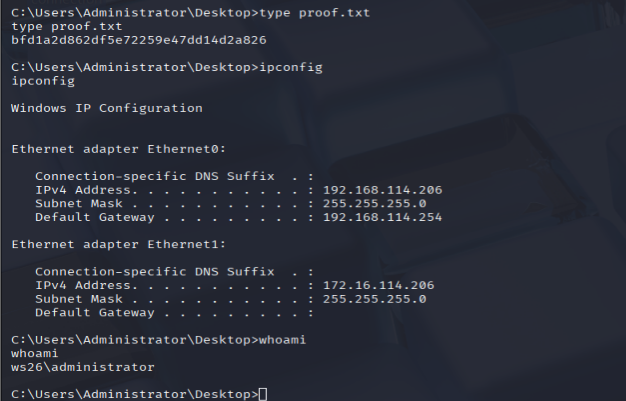 C:\Users\Administrator\Desktop>type proof.txt
type proof.txt
bfd1a2d862df5e72259e47dd14d2a826
C:\Users\Administrator\Desktop>ipconfig
ipconfig
Windows IP Configuration
Ethernet adapter Ethernet0:
Connection-specific DNS Suffix  . :
IPv4 Address. . . . . . . . . . . : 192.168.114.206
Subnet Mask . . . . . . . . . . . : 255.255.255.0
Default Gateway . . . . . . . . . : 192.168.114.254
Ethernet adapter Ethernet1:
Connection-specific DNS Suffix  . :
IPv4 Address. . . . . . . . . . . : 172.16.114.206
Subnet Mask . . . . . . . . . . . : 255.255.255.0
Default Gateway . . . . . . . . . :
C:\Users\Administrator\Desktop>whoami
whoami
ws26\administrator
C:\Users\Administrator\Desktop>